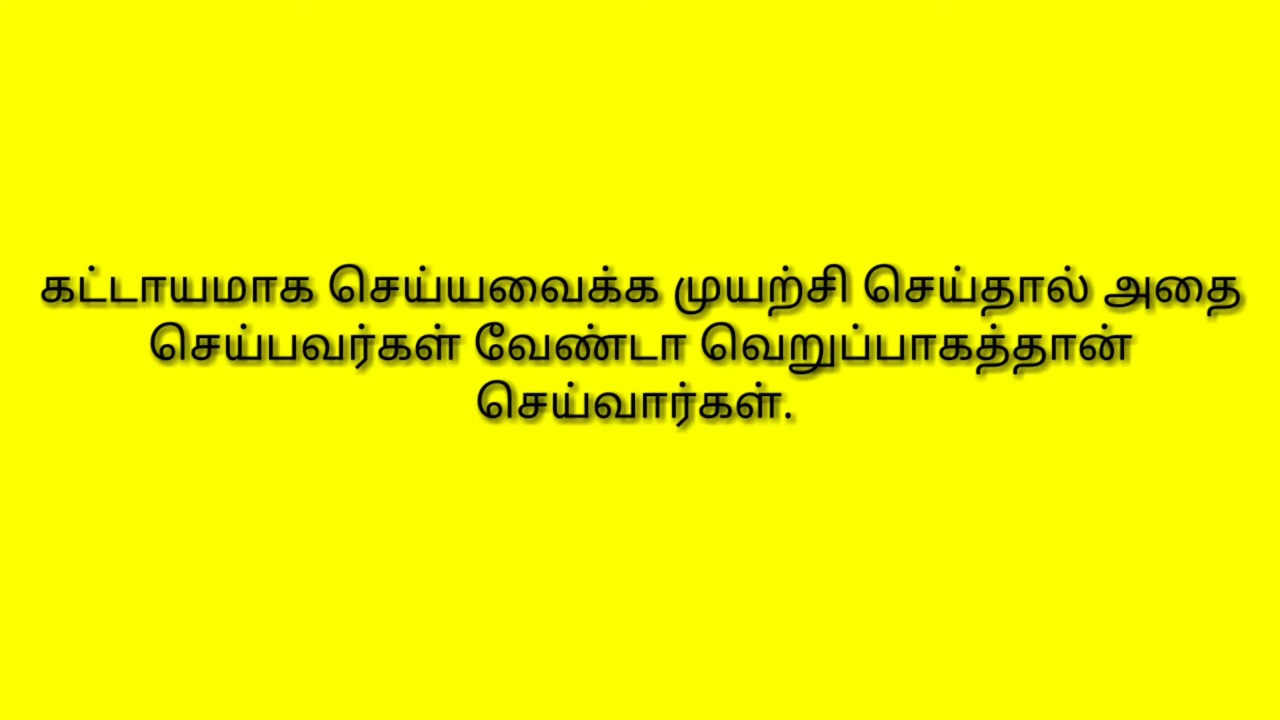 கட்டாயமாக செய்யவைக்க முயற்சி செய்தால் அதை
செய்பவர்கள் வேண்டா வெறுப்பாகத்தான்
செய்வார்கள்.